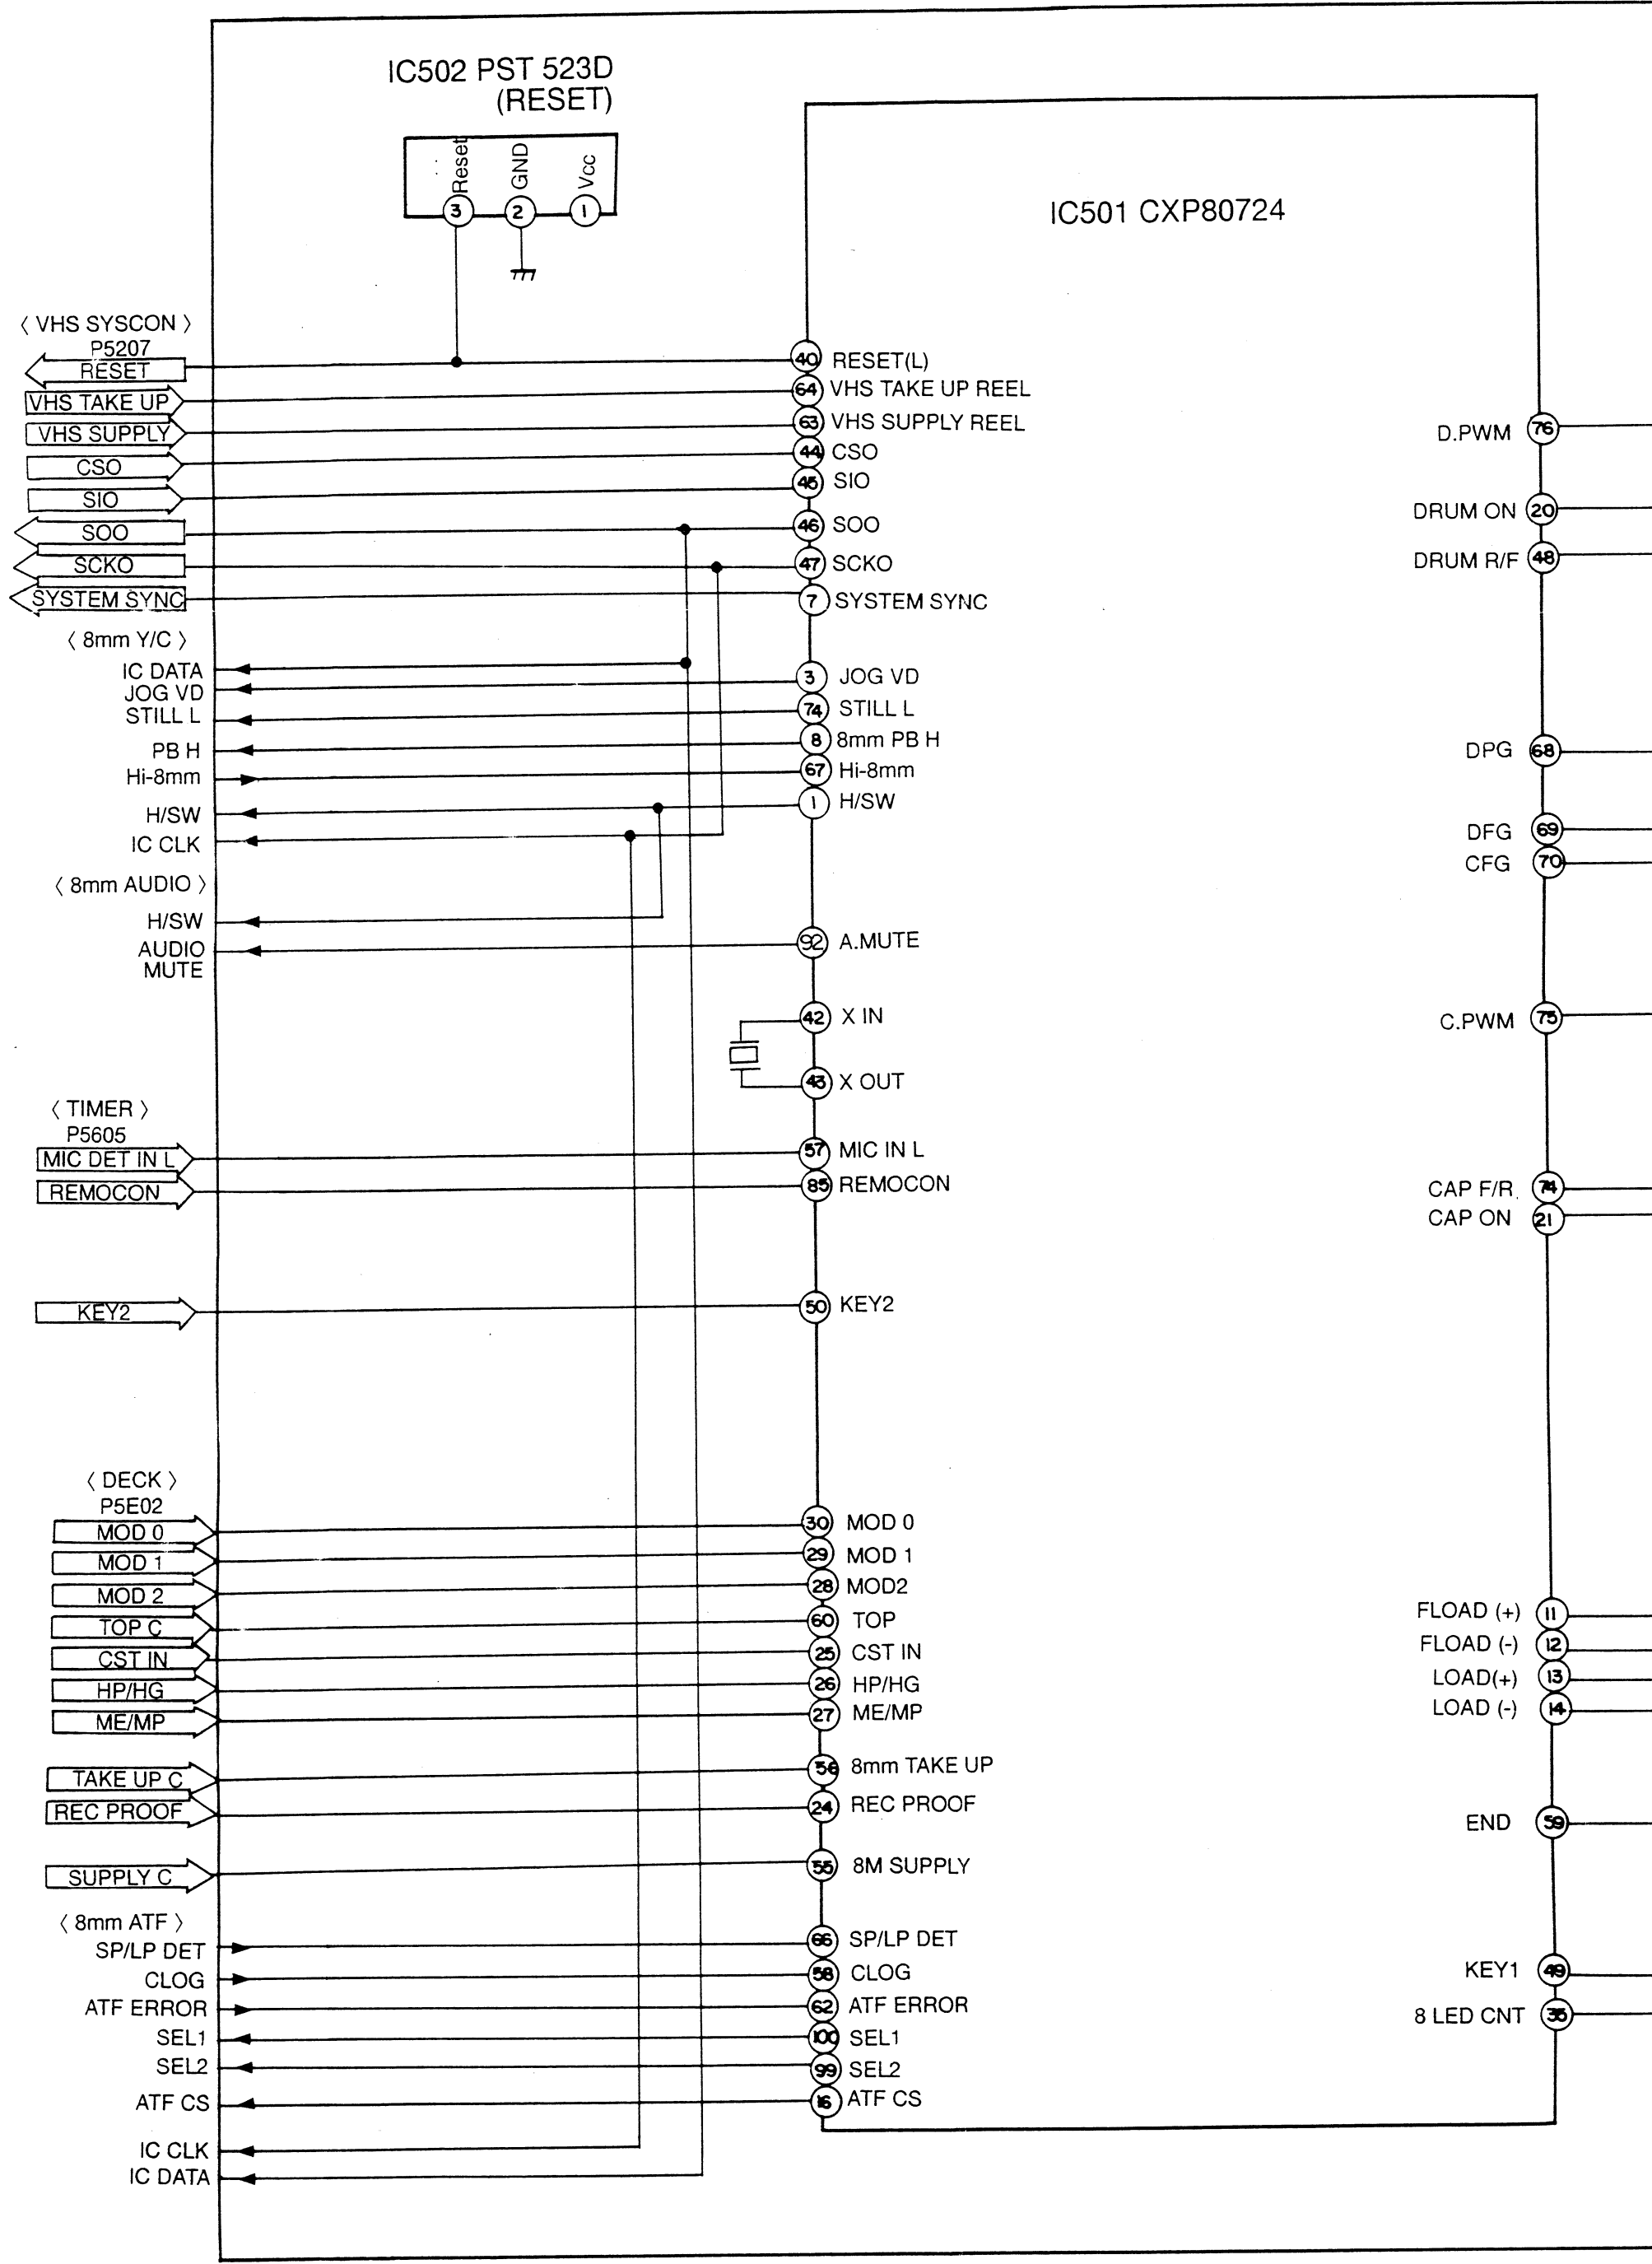 IC502 PST 523D
(RESET)
Reset
GND
Vcc
3
2
1
IC501 CXP80724
〈 VHS SYSCON 〉
P5207
RESET
40 RESET(L)
VHS TAKE UP
64 VHS TAKE UP REEL
VHS SUPPLY
63 VHS SUPPLY REEL
CSO
44 CSO
SIO
45 SIO
SOO
46 SOO
SCKO
47 SCKO
SYSTEM SYNC
7 SYSTEM SYNC
〈 8mm Y/C 〉
IC DATA
JOG VD
3 JOG VD
STILL L
74 STILL L
PB H
8 8mm PB H
Hi-8mm
67 Hi-8mm
H/SW
1 H/SW
IC CLK
〈 8mm AUDIO 〉
H/SW
AUDIO
MUTE
92 A.MUTE
42 X IN
43 X OUT
〈 TIMER 〉
P5605
MIC DET IN L
57 MIC IN L
REMOCON
85 REMOCON
KEY2
50 KEY2
〈 DECK 〉
P5E02
MOD 0
30 MOD 0
MOD 1
29 MOD 1
MOD 2
28 MOD2
TOP C
60 TOP
CST IN
25 CST IN
HP/HG
26 HP/HG
ME/MP
27 ME/MP
TAKE UP C
56 8mm TAKE UP
REC PROOF
24 REC PROOF
SUPPLY C
55 8M SUPPLY
〈 8mm ATF 〉
SP/LP DET
66 SP/LP DET
CLOG
58 CLOG
ATF ERROR
62 ATF ERROR
SEL1
100 SEL1
SEL2
99 SEL2
ATF CS
16 ATF CS
IC CLK
IC DATA
D.PWM 76
DRUM ON 20
DRUM R/F 48
DPG 68
DFG 69
CFG 70
C.PWM 75
CAP F/R 74
CAP ON 21
FLOAD (+) 11
FLOAD (-) 12
LOAD(+) 13
LOAD (-) 14
END 59
KEY1 49
8 LED CNT 35